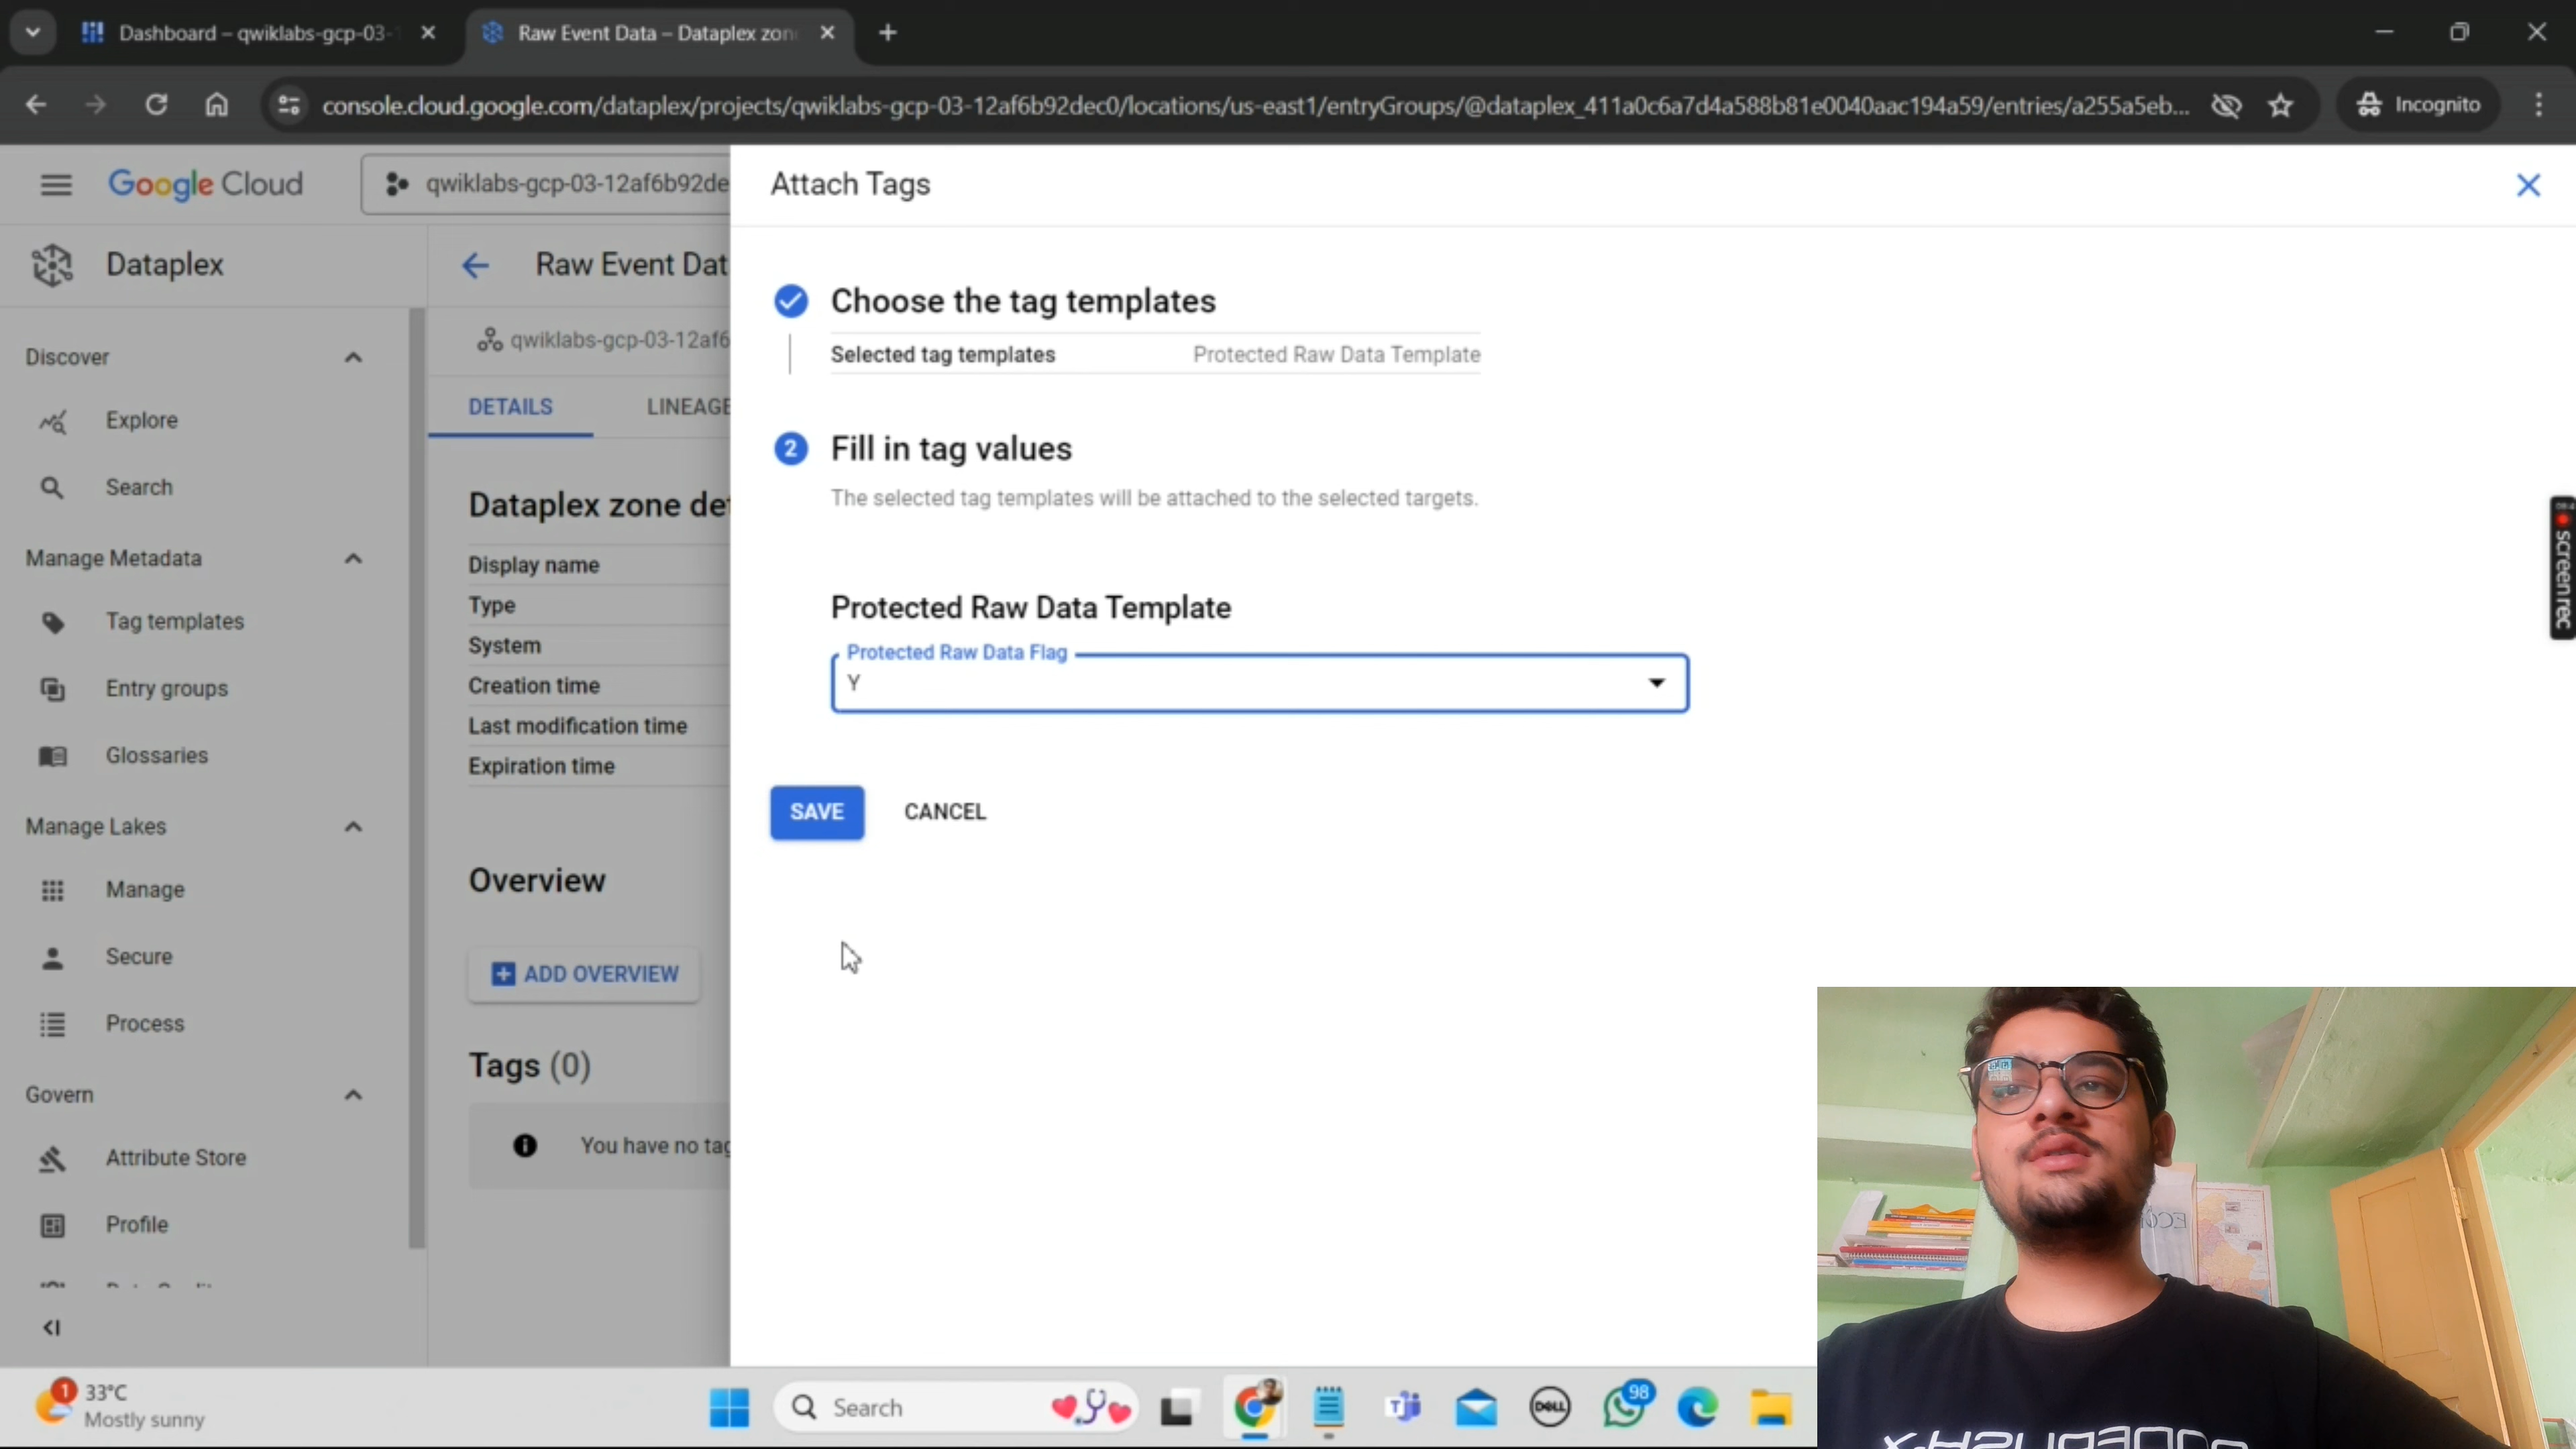 Dashboard – qwiklabs-gcp-03-
Raw Event Data – Dataplex zon
console.cloud.google.com/dataplex/projects/qwiklabs-gcp-03-12af6b92dec0/locations/us-east1/entryGroups/@dataplex_411a0c6a7d4a588b81e0040aac194a59/entries/a255a5eb...
Incognito
Google Cloud
qwiklabs-gcp-03-12af6b92de
Attach Tags
Dataplex
Raw Event Dat
Choose the tag templates
qwiklabs-gcp-03-12af6
Selected tag templates
Protected Raw Data Template
Discover
DETAILS
LINEAGE
Explore
Search
Fill in tag values
2
The selected tag templates will be attached to the selected targets.
Dataplex zone det
Manage Metadata
Display name
Type
System
Creation time
Last modification time
Expiration time
Tag templates
Entry groups
Glossaries
Protected Raw Data Template
Protected Raw Data Flag
Y
SAVE
CANCEL
screenrec
Manage Lakes
Manage
Secure
Process
Overview
ADD OVERVIEW
Tags (0)
You have no tag
Govern
Attribute Store
Profile
1
33°C
Mostly sunny
Search
DELL
98